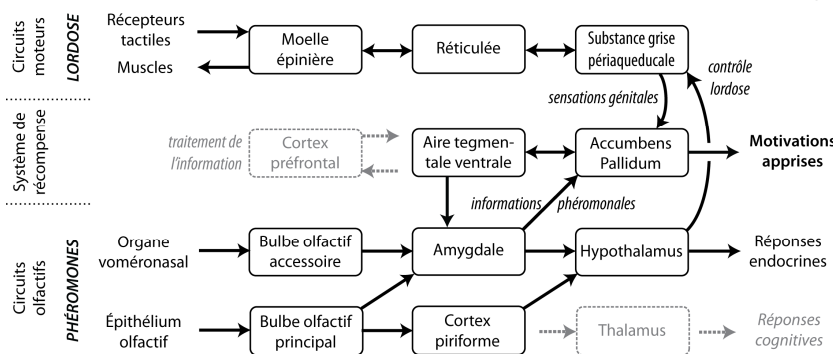 Circuits
moteurs
LORDOSE
Récepteurs
tactiles
Muscles
Moelle
épinière
Réticulée
Substance grise
périaqueducale
contrôle
lordose
sensations génitales
Système de
récompense
traitement de
l'information
Cortex
préfrontal
Aire tegmen-
tale ventrale
Accumbens
Pallidum
Motivations
apprises
informations phéromonales
Circuits
olfactifs
PHÉROMONES
Organe
voméronasal
Bulbe olfactif
accessoire
Amygdale
Hypothalamus
Réponses
endocrines
Épithélium
olfactif
Bulbe olfactif
principal
Cortex
piriforme
Thalamus
Réponses
cognitives